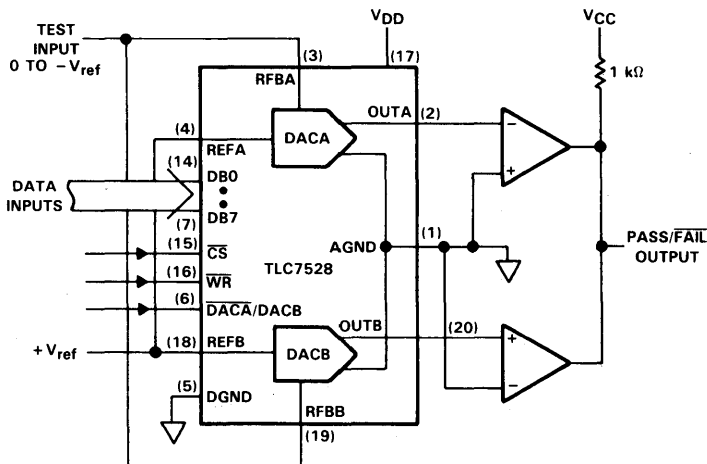 TEST
INPUT
0 TO −Vref
VDD
VCC
(3)
(17)
1 kΩ
RFBA
OUTA
(2)
DACA
−
+
(4)
REFA
(14)
DB0
DATA
INPUTS
DB7
(7)
(15)
CS
(16)
WR
(6)
DACA/DACB
TLC7528
AGND
(1)
PASS/FAIL
OUTPUT
+Vref
(18)
REFB
OUTB
(20)
DACB
+
−
(5)
DGND
RFBB
(19)